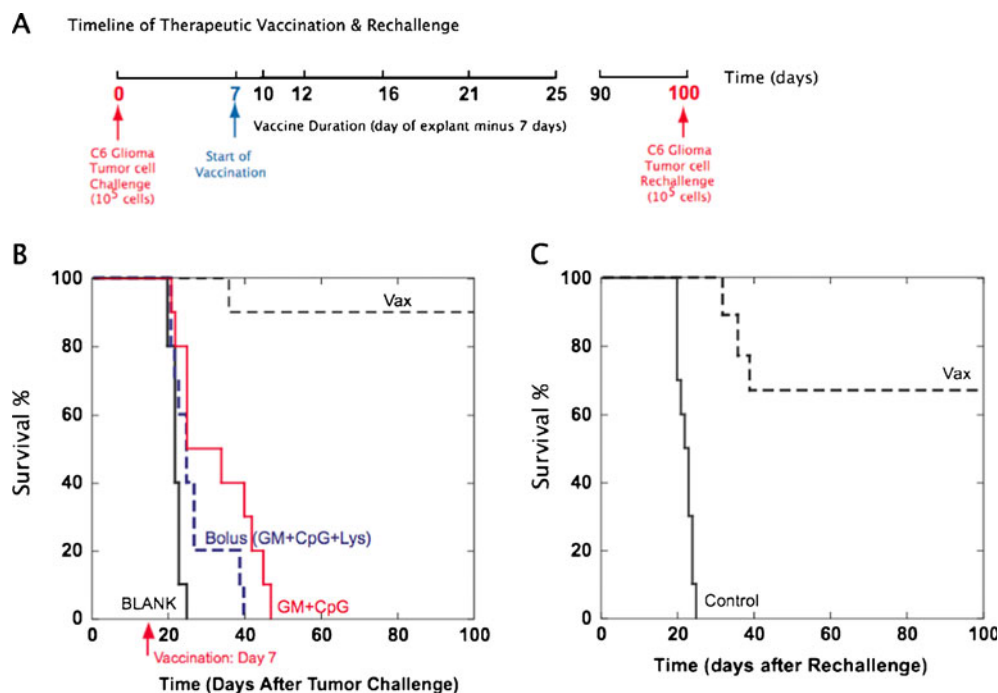 A
Timeline of Therapeutic Vaccination & Rechallenge
0 7 10 12 16 21 25 90 100 Time (days)
Vaccine Duration (day of explant minus 7 days)
C6 Glioma
Tumor cell
Challenge
(10^5 cells)
Start of
Vaccination
C6 Glioma
Tumor cell
Rechallenge
(10^5 cells)
B
100
80
60
40
20
0
Survival %
Vax
Bolus (GM+CpG+Lys)
BLANK
GM+CpG
0 20 40 60 80 100
Vaccination: Day 7
Time (Days After Tumor Challenge)
C
100
80
60
40
20
0
Survival %
Vax
Control
0 20 40 60 80 100
Time (days after Rechallenge)